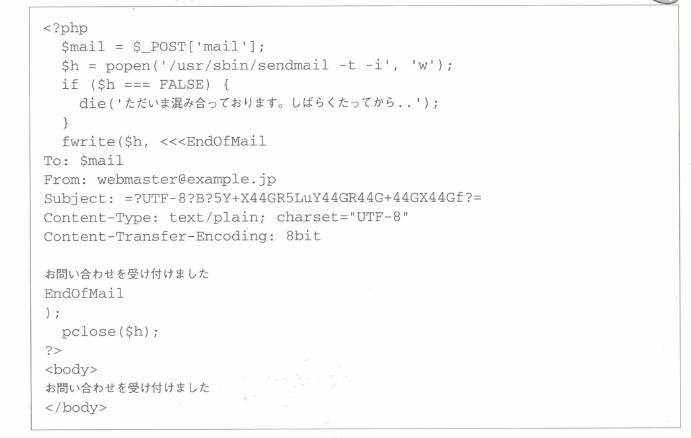 <?php
  $mail = $_POST['mail'];
  $h = popen('/usr/sbin/sendmail -t -i', 'w');
  if ($h === FALSE) {
    die('ただいま混み合っております。しばらくたってから..');
  }
  fwrite($h, <<<EndOfMail
To: $mail
From: webmaster@example.jp
Subject: =?UTF-8?B?5Y+X44GR5LuY44GR44G+44GX44Gf?=
Content-Type: text/plain; charset="UTF-8"
Content-Transfer-Encoding: 8bit

お問い合わせを受け付けました
EndOfMail
);
  pclose($h);
?>
<body>
お問い合わせを受け付けました
</body>